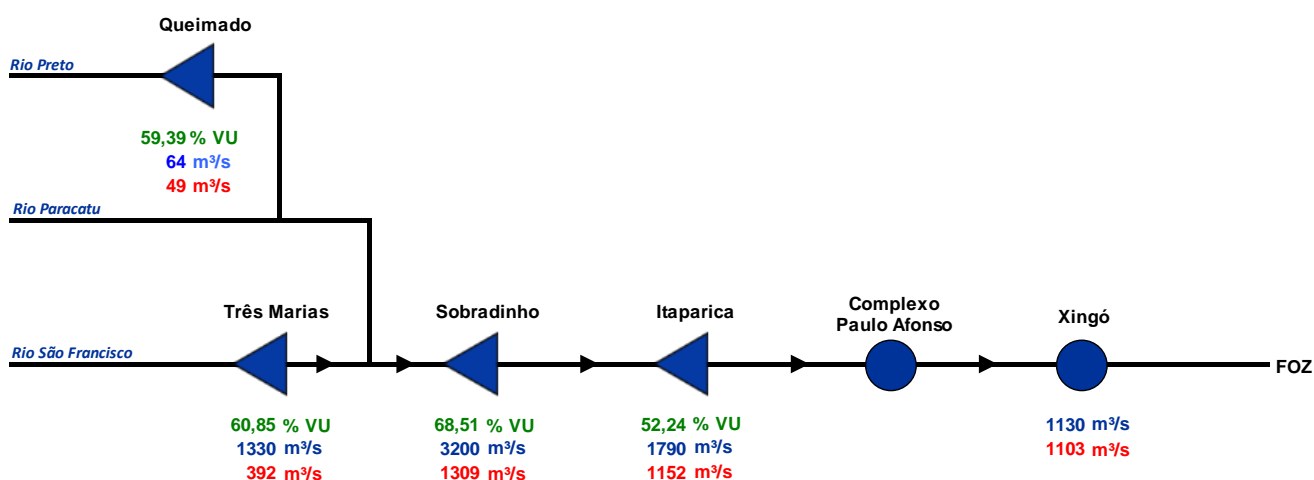 Queimado
Rio Preto
59,39 % VU
64 m³/s
49 m³/s
Rio Paracatu
Três Marias
Sobradinho
Itaparica
Complexo
Paulo Afonso
Xingó
Rio São Francisco
FOZ
60,85 % VU
1330 m³/s
392 m³/s
68,51 % VU
3200 m³/s
1309 m³/s
52,24 % VU
1790 m³/s
1152 m³/s
1130 m³/s
1103 m³/s